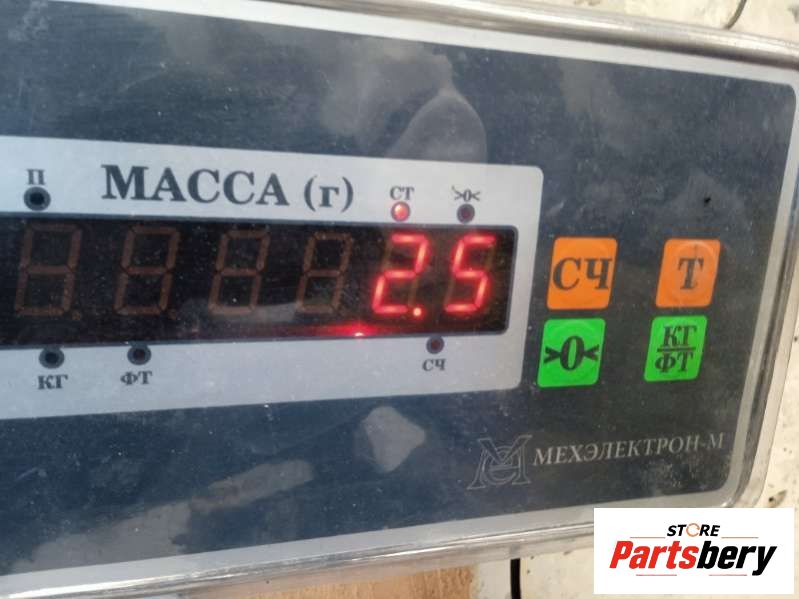 П
МАССА (г)
СТ
>0<
2.5
КГ
ФТ
СЧ
СЧ
Т
>0<
КГ
ФТ
МЕХЭЛЕКТРОН-М
STORE
Partsbery